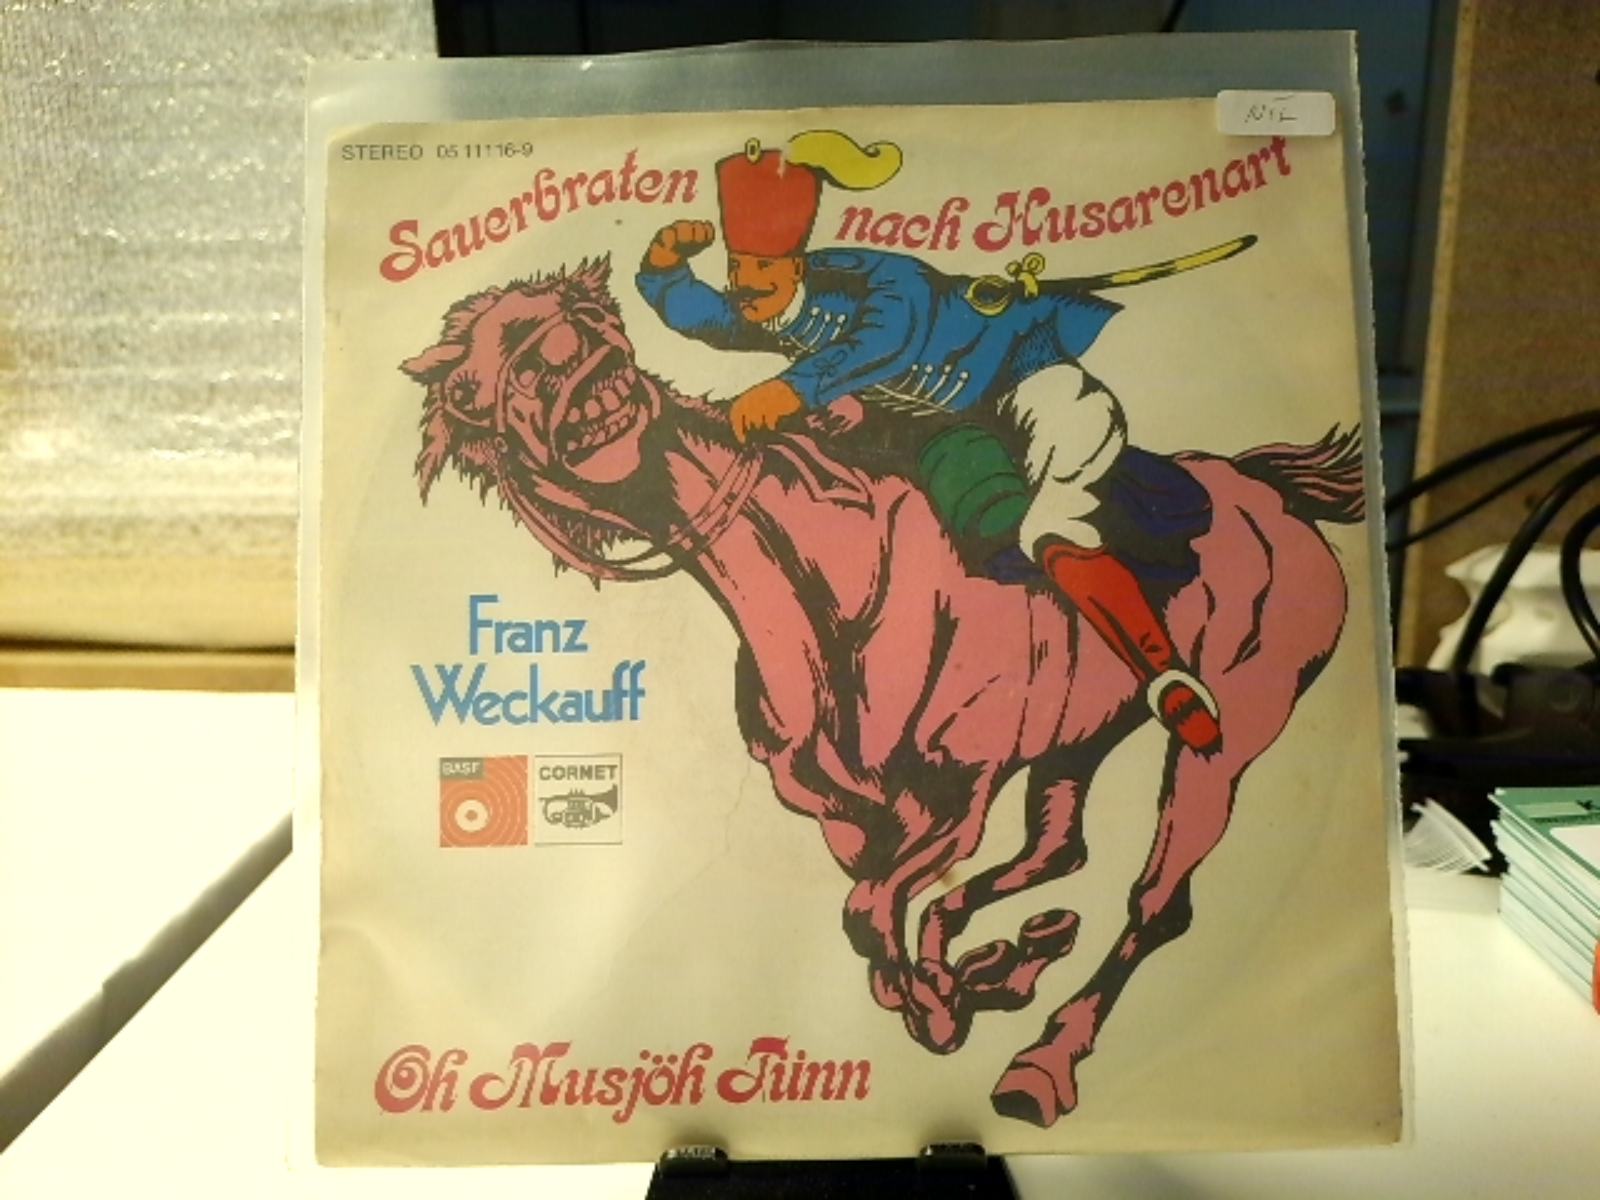 STEREO 05 11116-9
Sauerbraten nach Husarenart
Franz
Weckauff
BASF
CORNET
Oh Musjöh Tünn